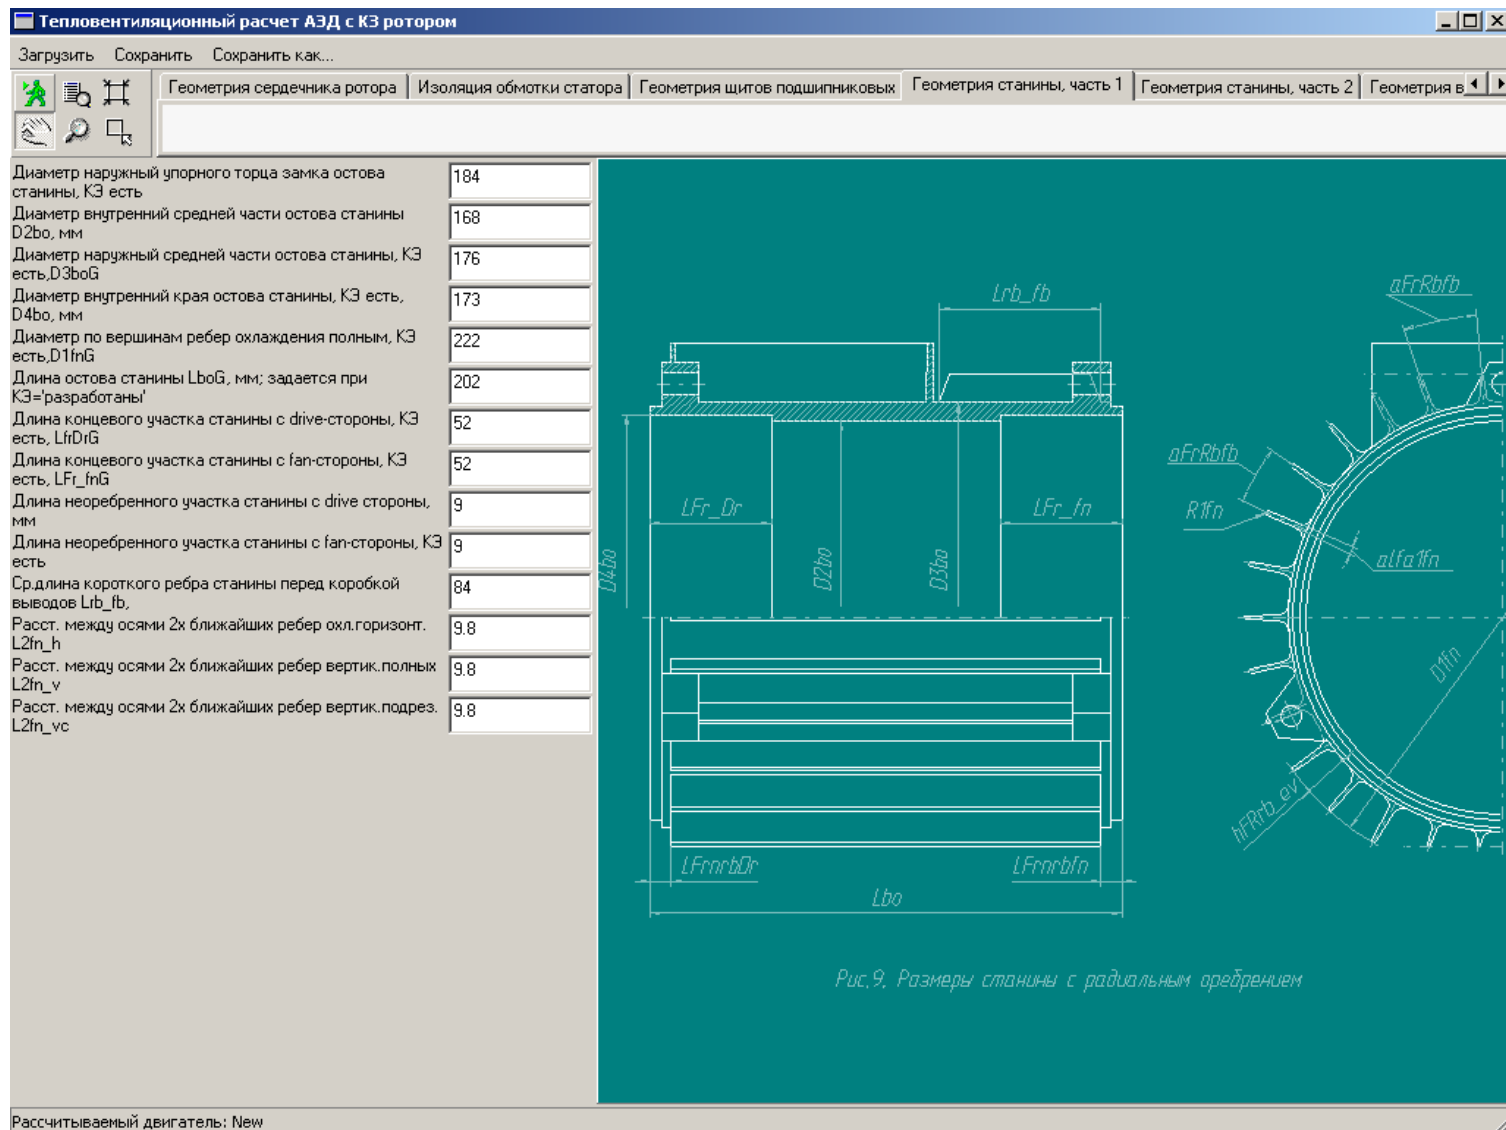 Тепловентиляционный расчет АЭД с КЗ ротором
Загрузить Сохранить Сохранить как...
Геометрия сердечника ротора Изоляция обмотки статора Геометрия щитов подшипниковых Геометрия станины, часть 1 Геометрия станины, часть 2 Геометрия в
Диаметр наружный упорного торца замка остова
станины, КЭ есть
184
Диаметр внутренний средней части остова станины
D2bo, мм
168
Диаметр наружный средней части остова станины, КЭ
есть,D3boG
176
Диаметр внутренний края остова станины, КЭ есть,
D4bo, мм
173
Диаметр по вершинам ребер охлаждения полным, КЭ
есть,D1fnG
222
Длина остова станины LboG, мм; задается при
КЭ='разработаны'
202
Длина концевого участка станины с drive-стороны, КЭ
есть, LfrDrG
52
Длина концевого участка станины с fan-стороны, КЭ
есть, LFr_fnG
52
Длина неоребренного участка станины с drive стороны,
мм
9
Длина неоребренного участка станины с fan-стороны, КЭ
есть
9
Ср.длина короткого ребра станины перед коробкой
выводов Lrb_fb,
84
Расст. между осями 2х ближайших ребер охл.горизонт.
L2fn_h
9.8
Расст. между осями 2х ближайших ребер вертик.полных
L2fn_v
9.8
Расст. между осями 2х ближайших ребер вертик.подрез.
L2fn_vc
9.8
Lrb_fb
aFrRbfb
aFrRbfb
LFr_Dr
LFr_fn
R1fn
alfa1fn
D4bo
D2bo
D3bo
D1fn
hFRrb_ev
LFrnrbDr
LFrnrbfn
Lbo
Рис.9. Размеры станины с радиальным оребрением
Рассчитываемый двигатель: New